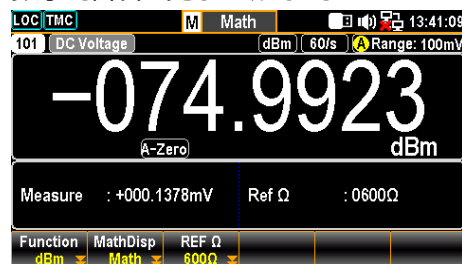 LOC TMC M Math 13:41:09
101 DC Voltage dBm 60/s A Range: 100mV
-074.9923
A-Zero dBm
Measure : +000.1378mV Ref Ω : 0600Ω
Function MathDisp REF Ω
dBm Math 600Ω